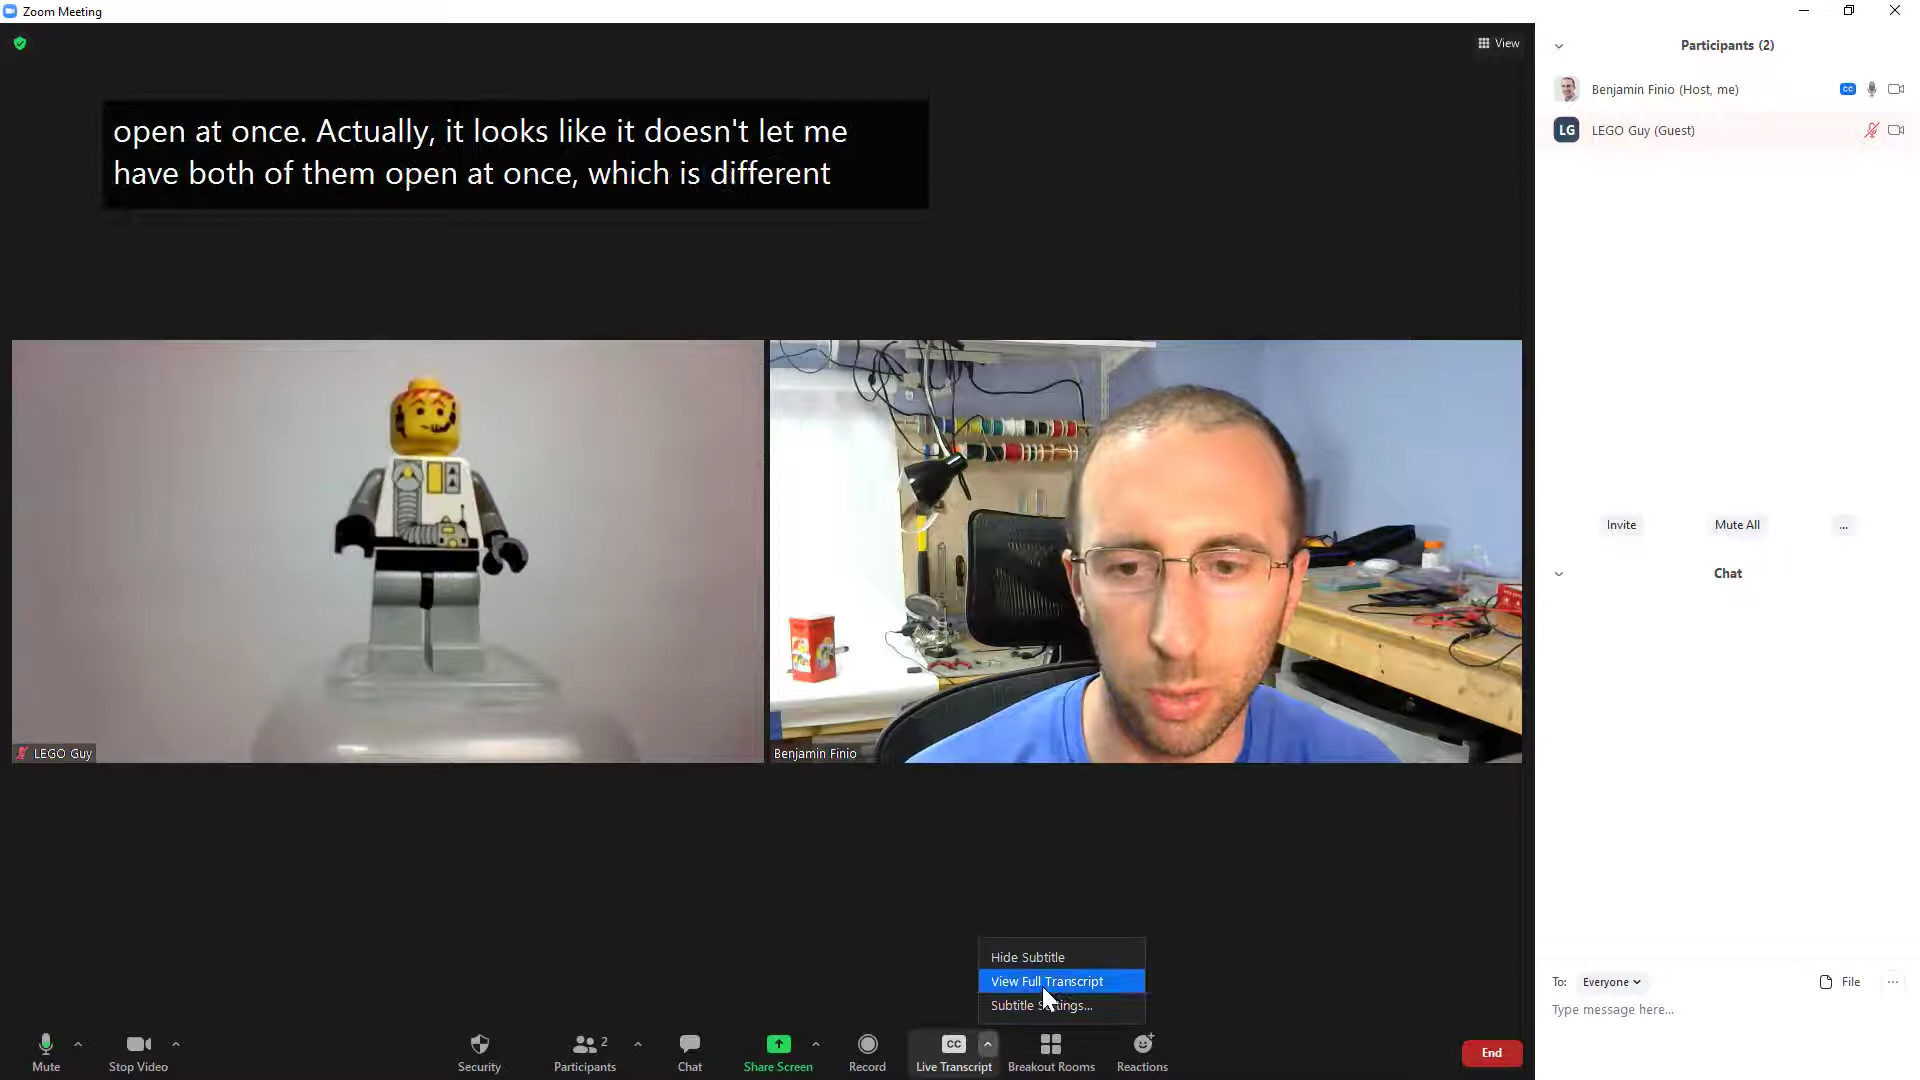 Zoom Meeting
View
open at once. Actually, it looks like it doesn't let me
have both of them open at once, which is different
LEGO Guy
Benjamin Finio
Hide Subtitle
View Full Transcript
Mute
Stop Video
Security
2
Participants
Chat
Share Screen
Record
CC
Live Transcript
Breakout Rooms
Reactions
End
Participants (2)
Benjamin Finio (Host, me)
CC
LG
LEGO Guy (Guest)
Invite
Mute All
...
Chat
To:
Everyone
File
...
Type message here...